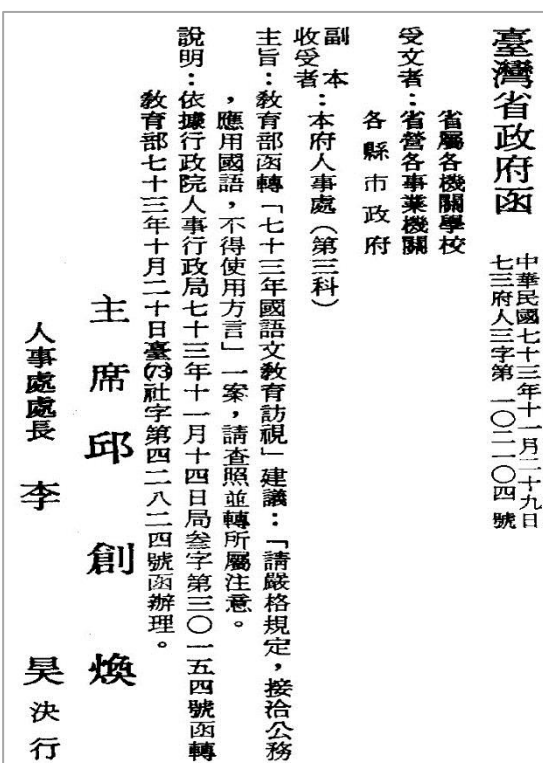 臺灣省政府函
中華民國七十三年十一月二十九日
七三府人三字第一〇二一〇四號
省屬各機關學校
受文者：省營各事業機關
各縣市政府
副本
收受者：本府人事處（第三科）
主旨：教育部函轉「七十三年國語文教育訪視」建議：「請嚴格規定，接洽公務
，應用國語，不得使用方言」一案，請查照並轉所屬注意。
說明：依據行政院人事行政局七十三年十一月十四日局叁字第三〇一五四號函轉
教育部七十三年十月二十日臺(73)社字第四二八二四號函辦理。
主席邱創煥
人事處處長 李昊決行